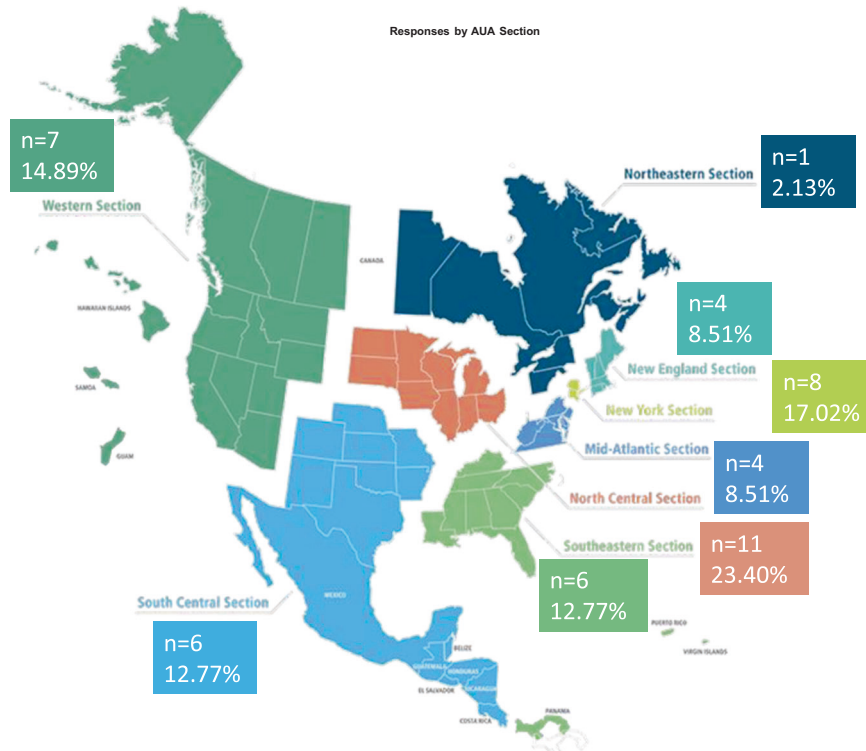 Responses by AUA Section
n=7
14.89%
Western Section
n=1
2.13%
Northeastern Section
CANADA
HAWAIIAN ISLANDS
n=4
8.51%
New England Section
SAMOA
n=8
17.02%
New York Section
GUAM
Mid-Atlantic Section
n=4
8.51%
North Central Section
n=11
23.40%
Southeastern Section
n=6
12.77%
South Central Section
MEXICO
n=6
12.77%
PUERTO RICO
VIRGIN ISLANDS
BELIZE
GUATEMALA
HONDURAS
EL SALVADOR
NICARAGUA
COSTA RICA
PANAMA